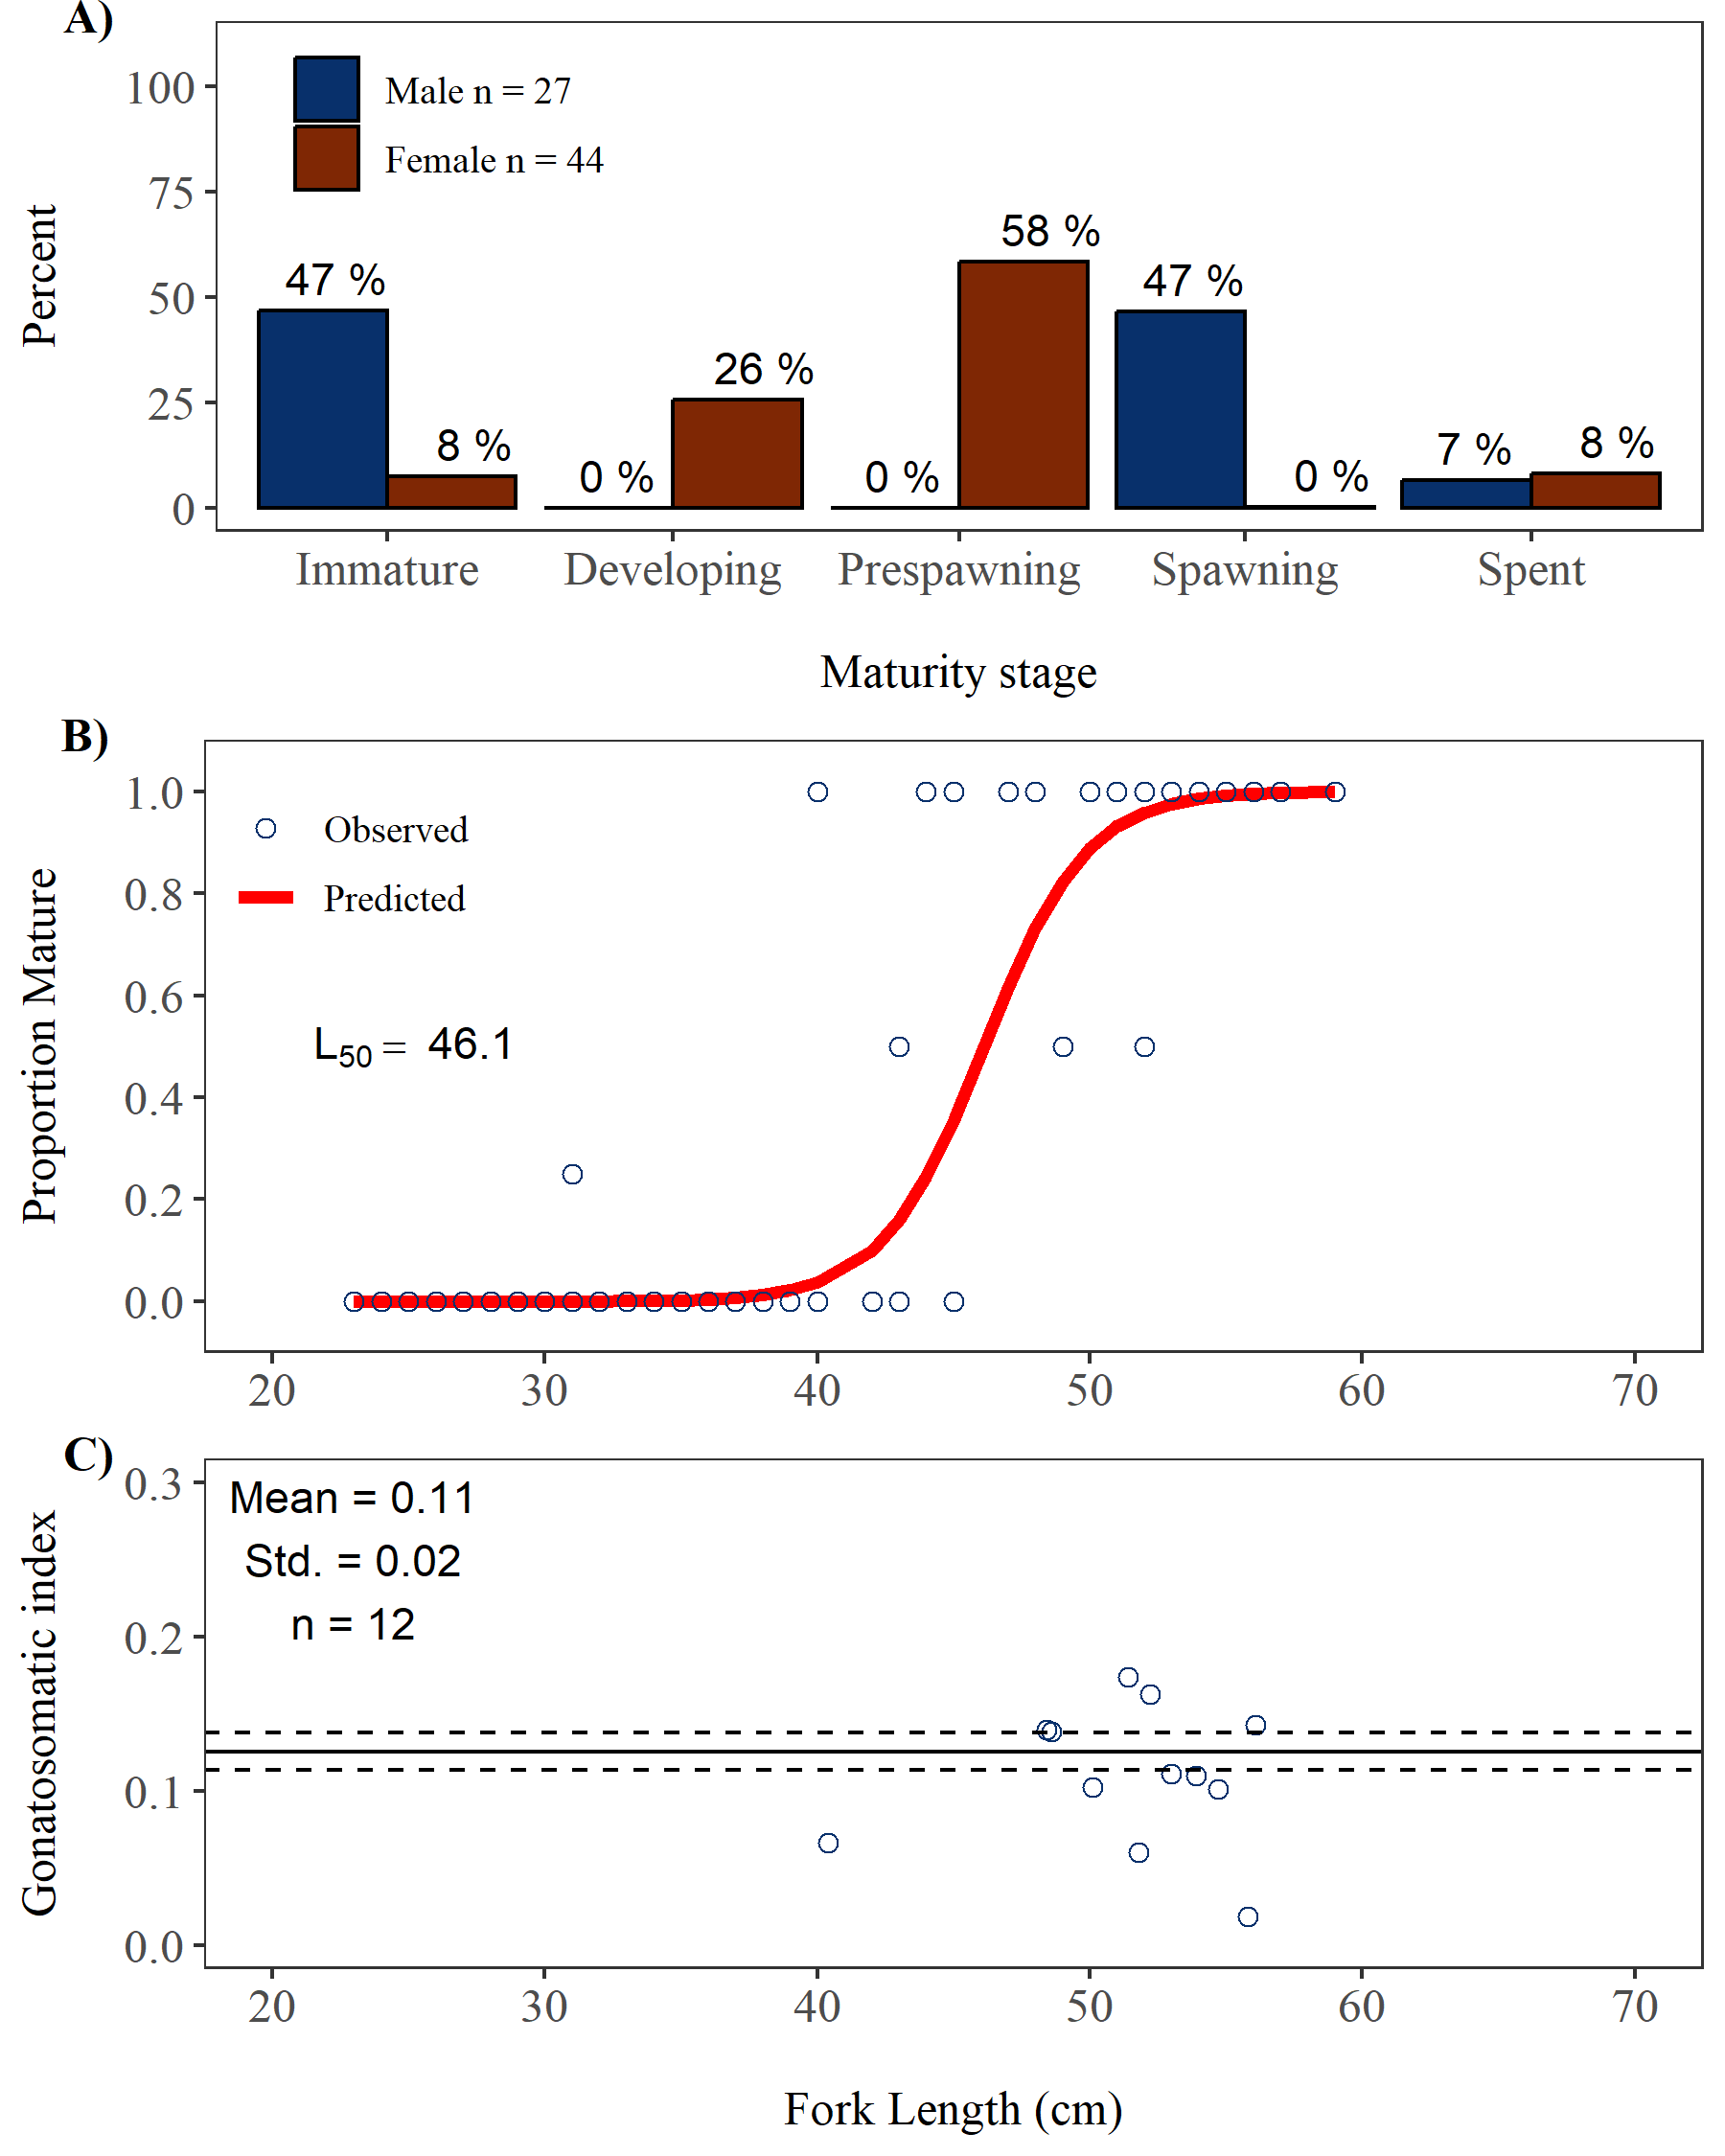 A)
Percent
100
75
50
25
0
Male n = 27
Female n = 44
47 %
8 %
0 %
26 %
0 %
58 %
47 %
0 %
7 %
8 %
Immature Developing Prespawning Spawning Spent
Maturity stage
B)
Proportion Mature
1.0
0.8
0.6
0.4
0.2
0.0
Observed
Predicted
L50 = 46.1
20 30 40 50 60 70
C)
Gonatosomatic index
0.3
0.2
0.1
0.0
Mean = 0.11
Std. = 0.02
n = 12
20 30 40 50 60 70
Fork Length (cm)